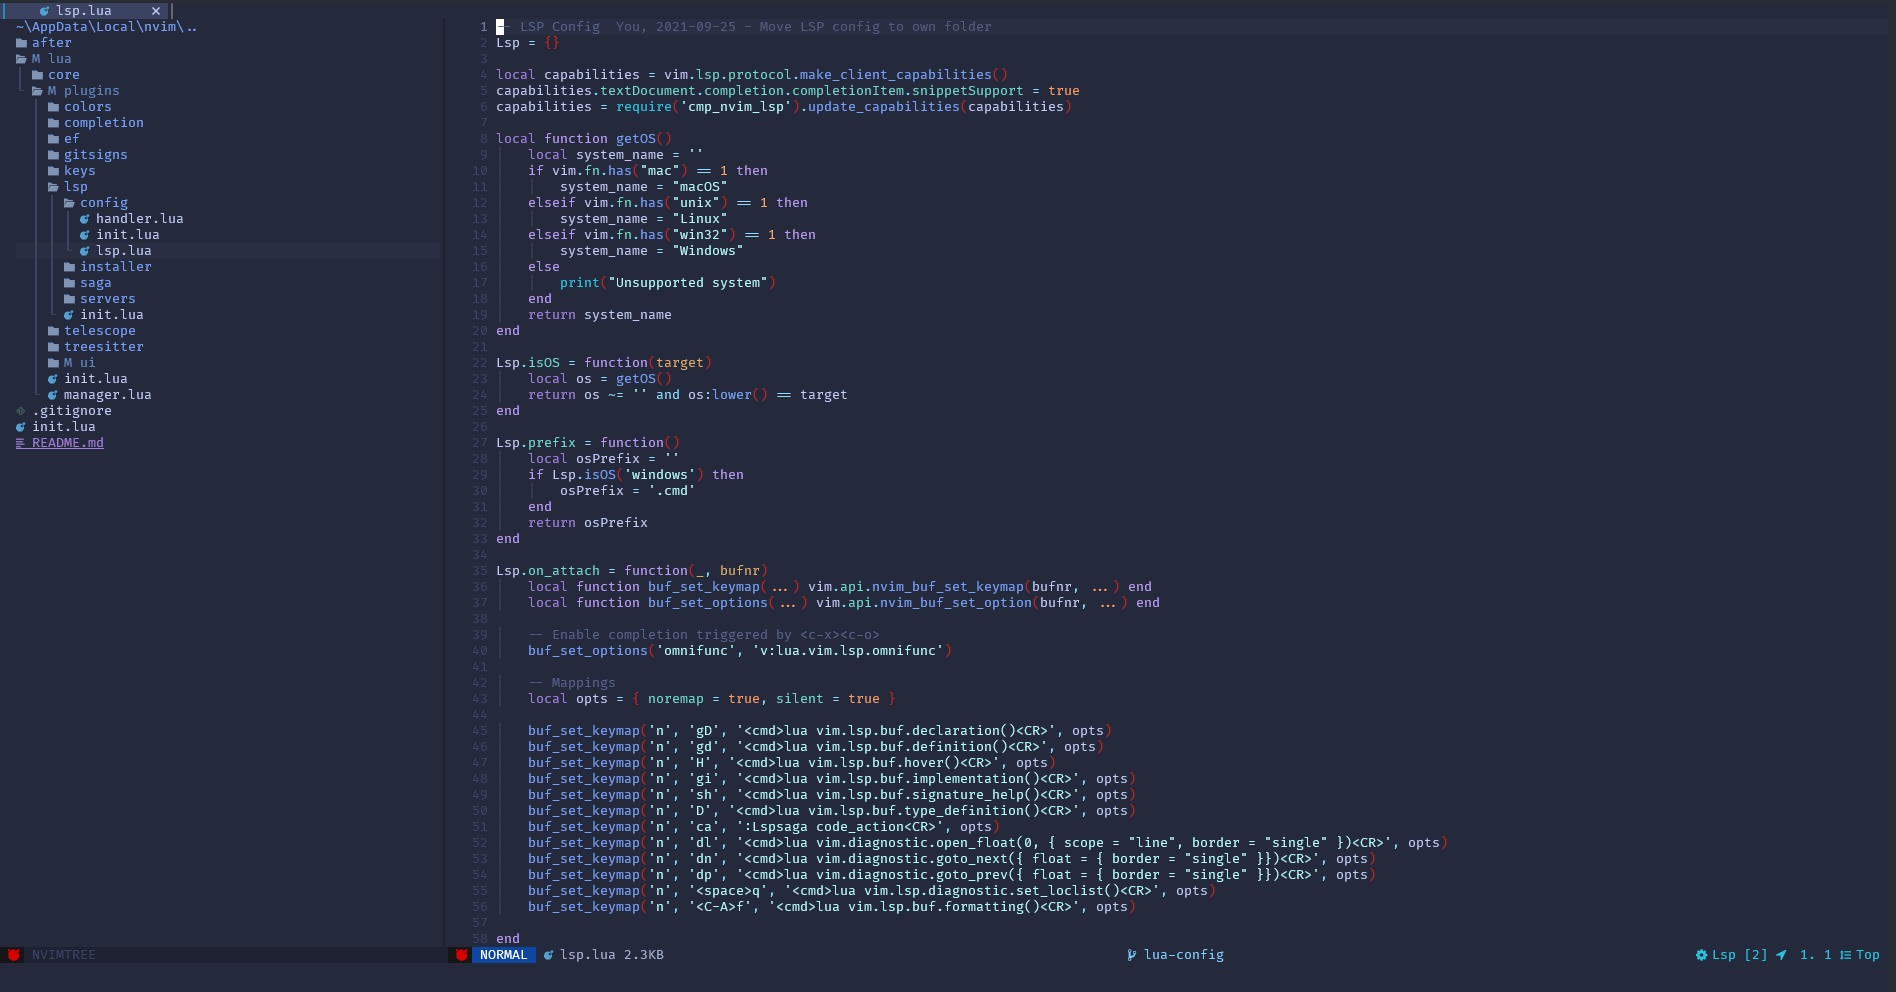 lsp.lua ×
~\AppData\Local\nvim\..
after
M lua
core
M plugins
colors
completion
ef
gitsigns
keys
lsp
config
handler.lua
init.lua
lsp.lua
installer
saga
servers
init.lua
telescope
treesitter
M ui
init.lua
manager.lua
.gitignore
init.lua
README.md
1 -- LSP Config  You, 2021-09-25 - Move LSP config to own folder
2 Lsp = {}
3
4 local capabilities = vim.lsp.protocol.make_client_capabilities()
5 capabilities.textDocument.completion.completionItem.snippetSupport = true
6 capabilities = require('cmp_nvim_lsp').update_capabilities(capabilities)
7
8 local function getOS()
9     local system_name = ''
10     if vim.fn.has("mac") == 1 then
11         system_name = "macOS"
12     elseif vim.fn.has("unix") == 1 then
13         system_name = "Linux"
14     elseif vim.fn.has("win32") == 1 then
15         system_name = "Windows"
16     else
17         print("Unsupported system")
18     end
19     return system_name
20 end
21
22 Lsp.isOS = function(target)
23     local os = getOS()
24     return os ~= '' and os:lower() == target
25 end
26
27 Lsp.prefix = function()
28     local osPrefix = ''
29     if Lsp.isOS('windows') then
30         osPrefix = '.cmd'
31     end
32     return osPrefix
33 end
34
35 Lsp.on_attach = function(_, bufnr)
36     local function buf_set_keymap(...) vim.api.nvim_buf_set_keymap(bufnr, ...) end
37     local function buf_set_options(...) vim.api.nvim_buf_set_option(bufnr, ...) end
38
39     -- Enable completion triggered by <c-x><c-o>
40     buf_set_options('omnifunc', 'v:lua.vim.lsp.omnifunc')
41
42     -- Mappings
43     local opts = { noremap = true, silent = true }
44
45     buf_set_keymap('n', 'gD', '<cmd>lua vim.lsp.buf.declaration()<CR>', opts)
46     buf_set_keymap('n', 'gd', '<cmd>lua vim.lsp.buf.definition()<CR>', opts)
47     buf_set_keymap('n', 'H', '<cmd>lua vim.lsp.buf.hover()<CR>', opts)
48     buf_set_keymap('n', 'gi', '<cmd>lua vim.lsp.buf.implementation()<CR>', opts)
49     buf_set_keymap('n', 'sh', '<cmd>lua vim.lsp.buf.signature_help()<CR>', opts)
50     buf_set_keymap('n', 'D', '<cmd>lua vim.lsp.buf.type_definition()<CR>', opts)
51     buf_set_keymap('n', 'ca', ':Lspsaga code_action<CR>', opts)
52     buf_set_keymap('n', 'dl', '<cmd>lua vim.diagnostic.open_float(0, { scope = "line", border = "single" })<CR>', opts)
53     buf_set_keymap('n', 'dn', '<cmd>lua vim.diagnostic.goto_next({ float = { border = "single" }})<CR>', opts)
54     buf_set_keymap('n', 'dp', '<cmd>lua vim.diagnostic.goto_prev({ float = { border = "single" }})<CR>', opts)
55     buf_set_keymap('n', '<space>q', '<cmd>lua vim.lsp.diagnostic.set_loclist()<CR>', opts)
56     buf_set_keymap('n', '<C-A>f', '<cmd>lua vim.lsp.buf.formatting()<CR>', opts)
57
58 end
NVIMTREE
NORMAL lsp.lua 2.3KB lua-config Lsp [2] 1. 1 Top